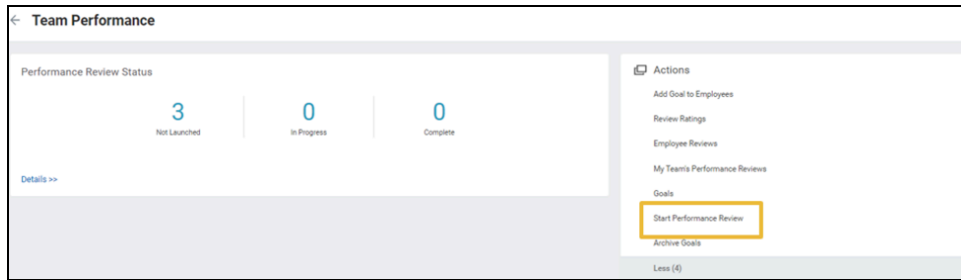 ← Team Performance
Performance Review Status
3 0 0
Not Launched In Progress Complete
Details >>
Actions
Add Goal to Employees
Review Ratings
Employee Reviews
My Team's Performance Reviews
Goals
Start Performance Review
Archive Goals
Less (4)